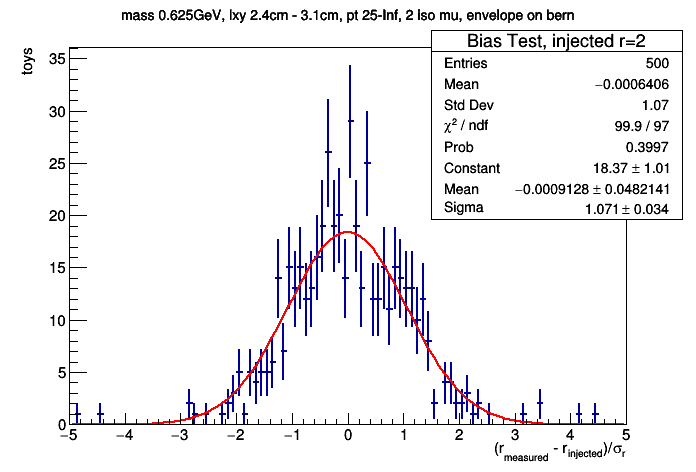 mass 0.625GeV, lxy 2.4cm - 3.1cm, pt 25-Inf, 2 iso mu, envelope on bern
Bias Test, injected r=2
Entries 500
Mean −0.0006406
Std Dev 1.07
χ² / ndf 99.9 / 97
Prob 0.3997
Constant 18.37 ± 1.01
Mean −0.0009128 ± 0.0482141
Sigma 1.071 ± 0.034
toys
35
30
25
20
15
10
5
0
−5 −4 −3 −2 −1 0 1 2 3 4 5
(r_measured - r_injected)/σ_r